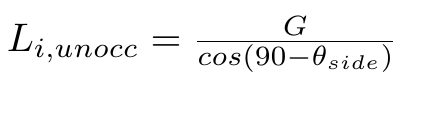 $L_{i,unocc} = \frac{G}{cos(90-\theta_{side})}$